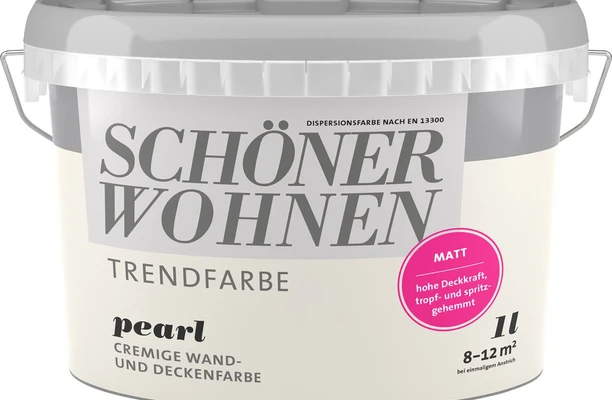 DISPERSIONSFARBE NACH EN 13300
SCHÖNER
WOHNEN
TRENDFARBE
MATT
hohe Deckkraft,
tropf- und spritz-
gehemmt
pearl
CREMIGE WAND-
UND DECKENFARBE
1l
8–12 m²
bei einmaligem Anstrich